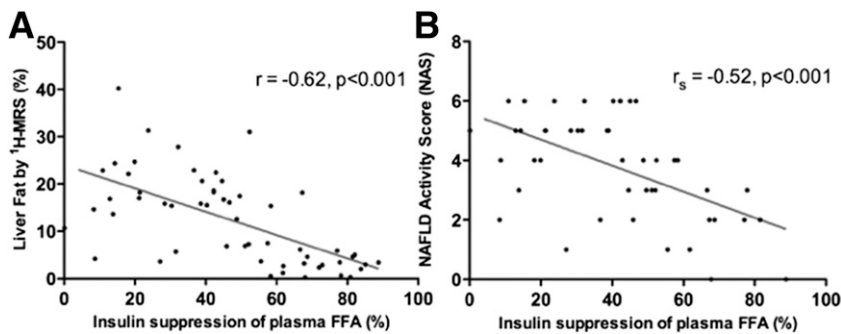 A
50
40
30
20
10
0
Liver Fat by ¹H-MRS (%)
r = -0.62, p<0.001
0 20 40 60 80 100
Insulin suppression of plasma FFA (%)
B
8
6
4
2
0
NAFLD Activity Score (NAS)
rₛ = -0.52, p<0.001
0 20 40 60 80 100
Insulin suppression of plasma FFA (%)